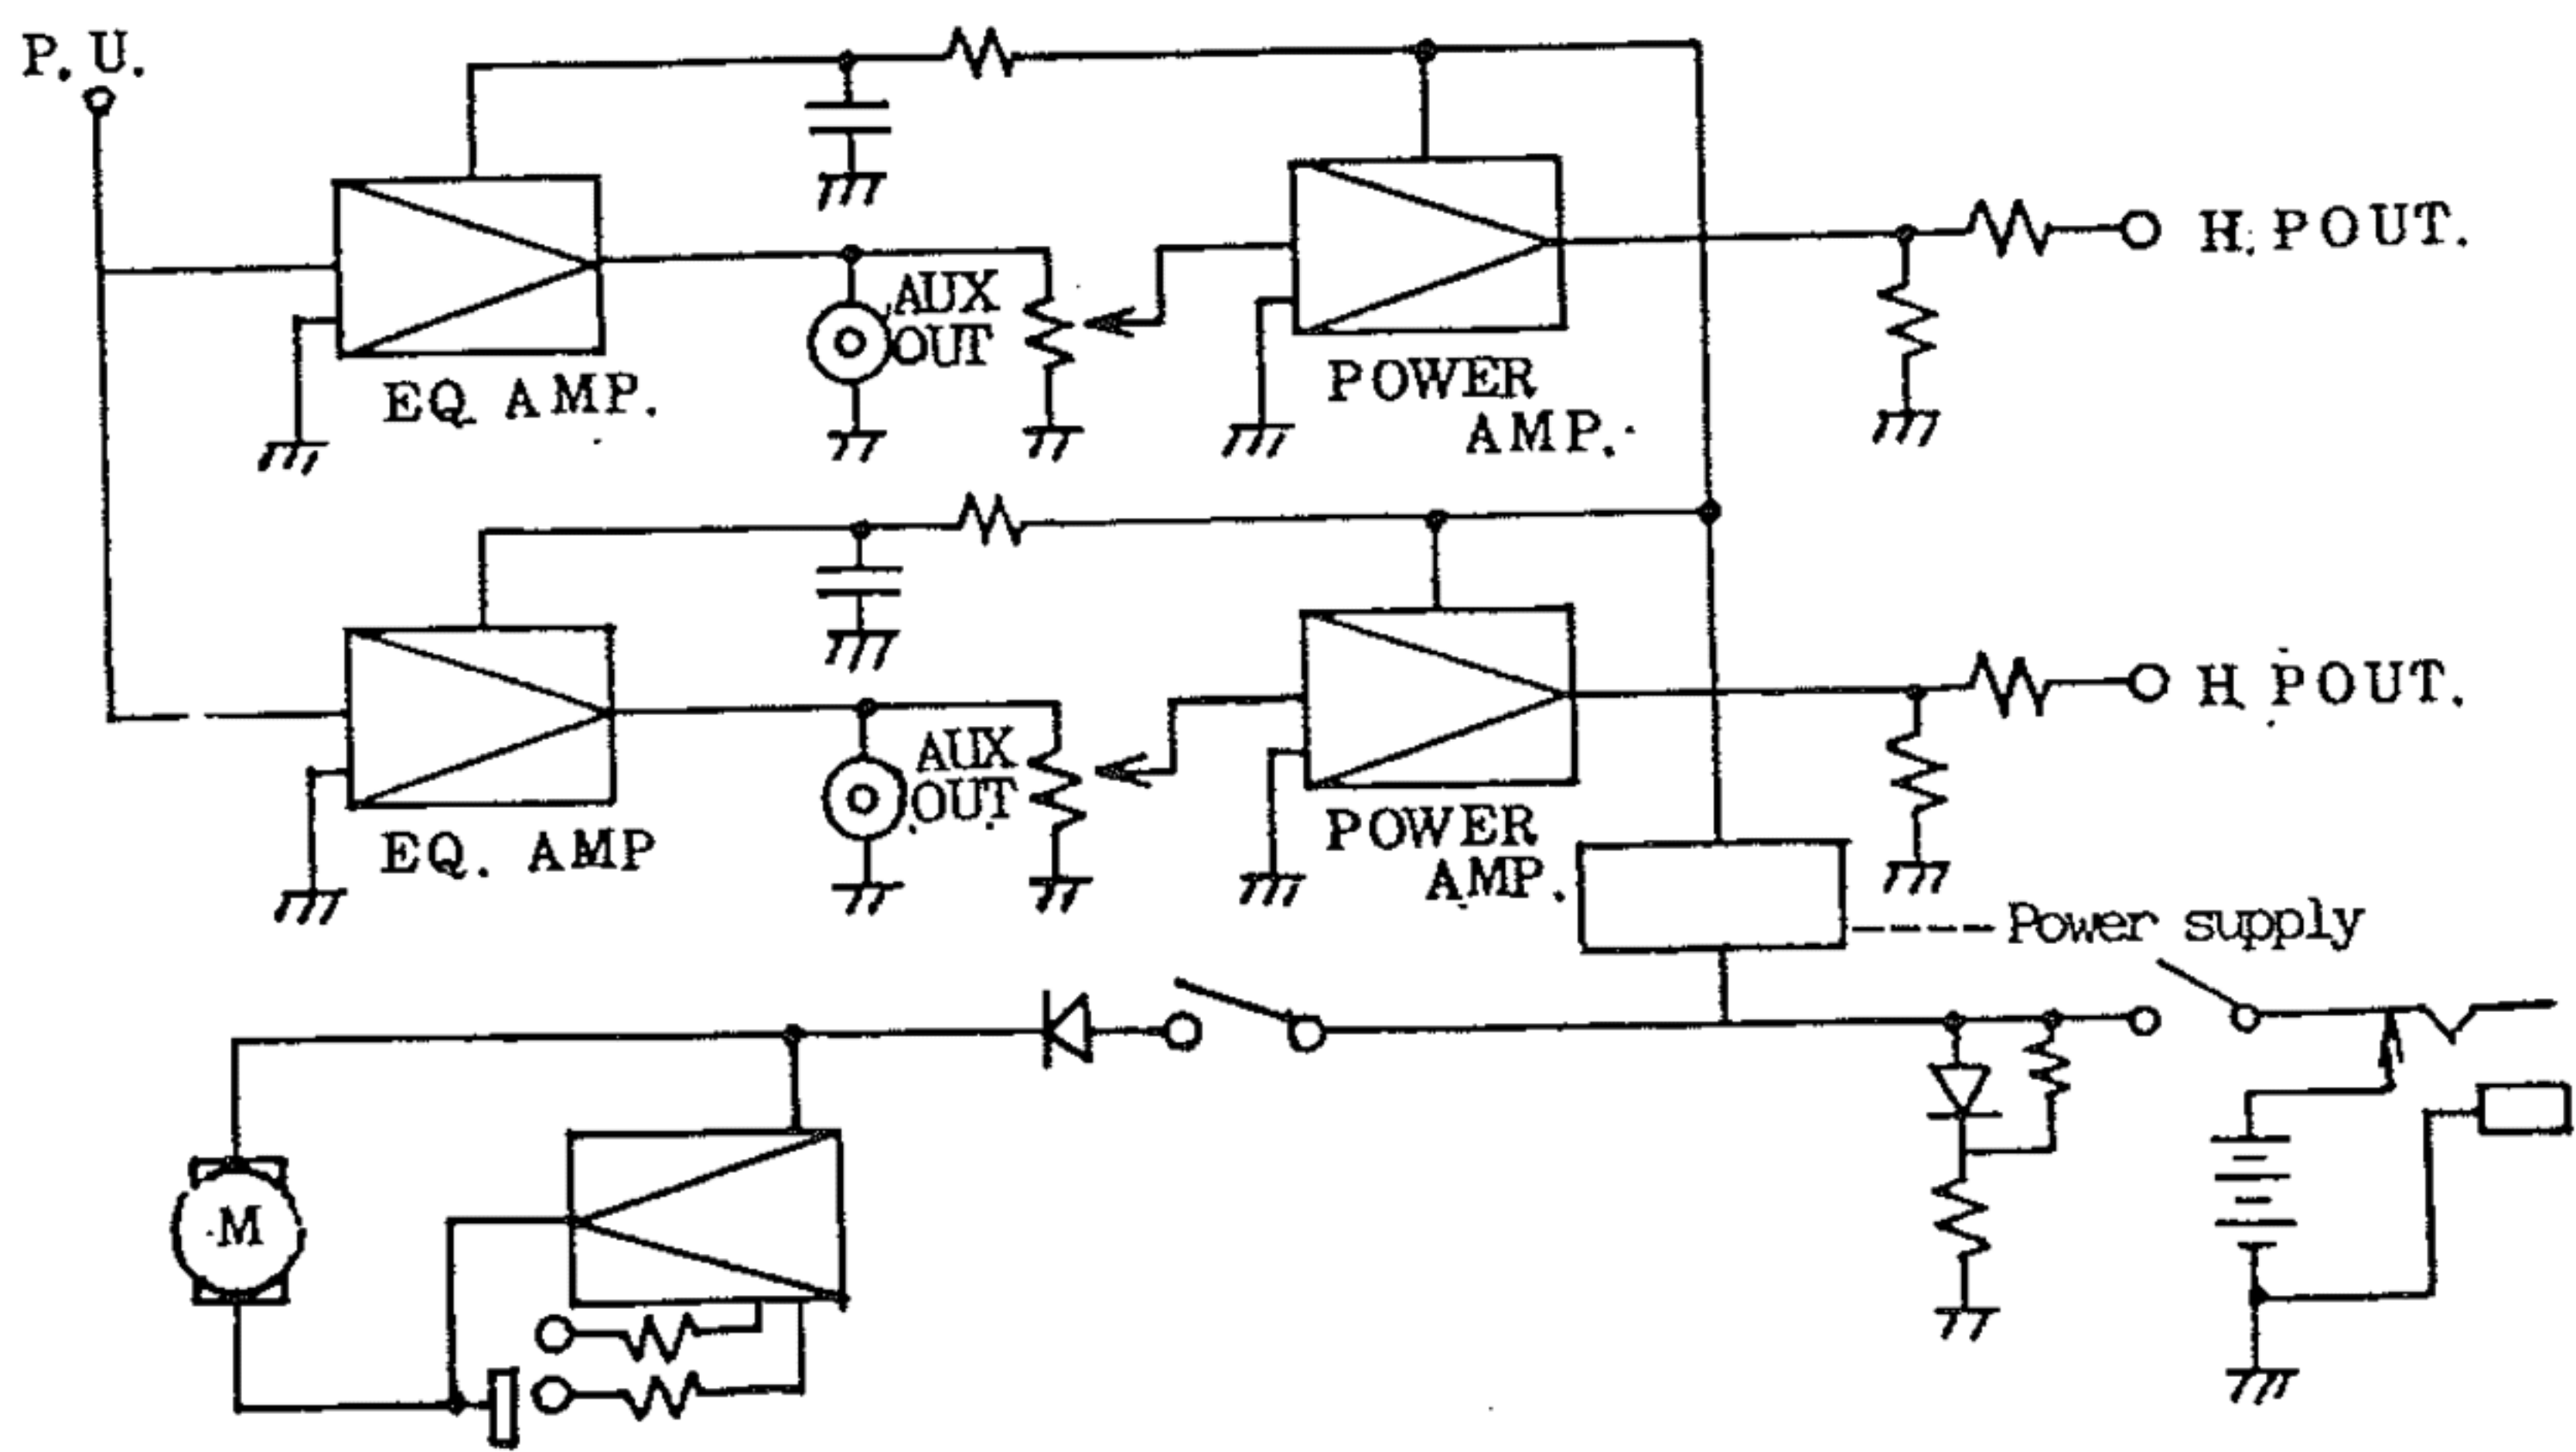 P. U.
H. P OUT.
AUX
OUT
EQ. AMP.
POWER
AMP.
H. P OUT.
AUX
OUT
EQ. AMP
POWER
AMP.
Power supply
M